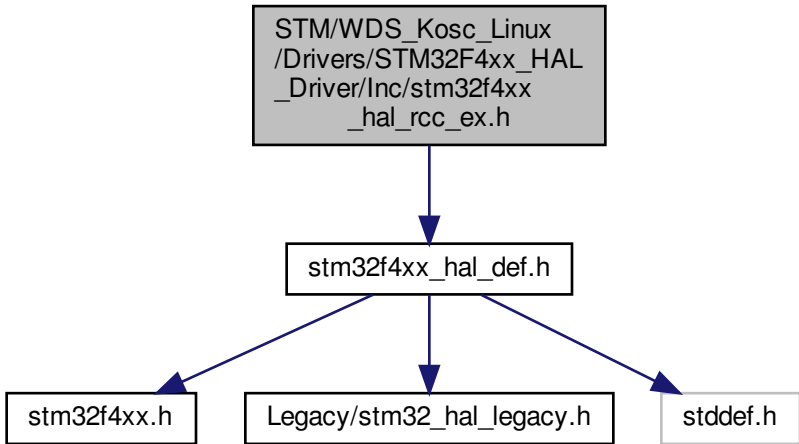 STM/WDS_Kosc_Linux
/Drivers/STM32F4xx_HAL
_Driver/Inc/stm32f4xx
_hal_rcc_ex.h
stm32f4xx_hal_def.h
stm32f4xx.h
Legacy/stm32_hal_legacy.h
stddef.h